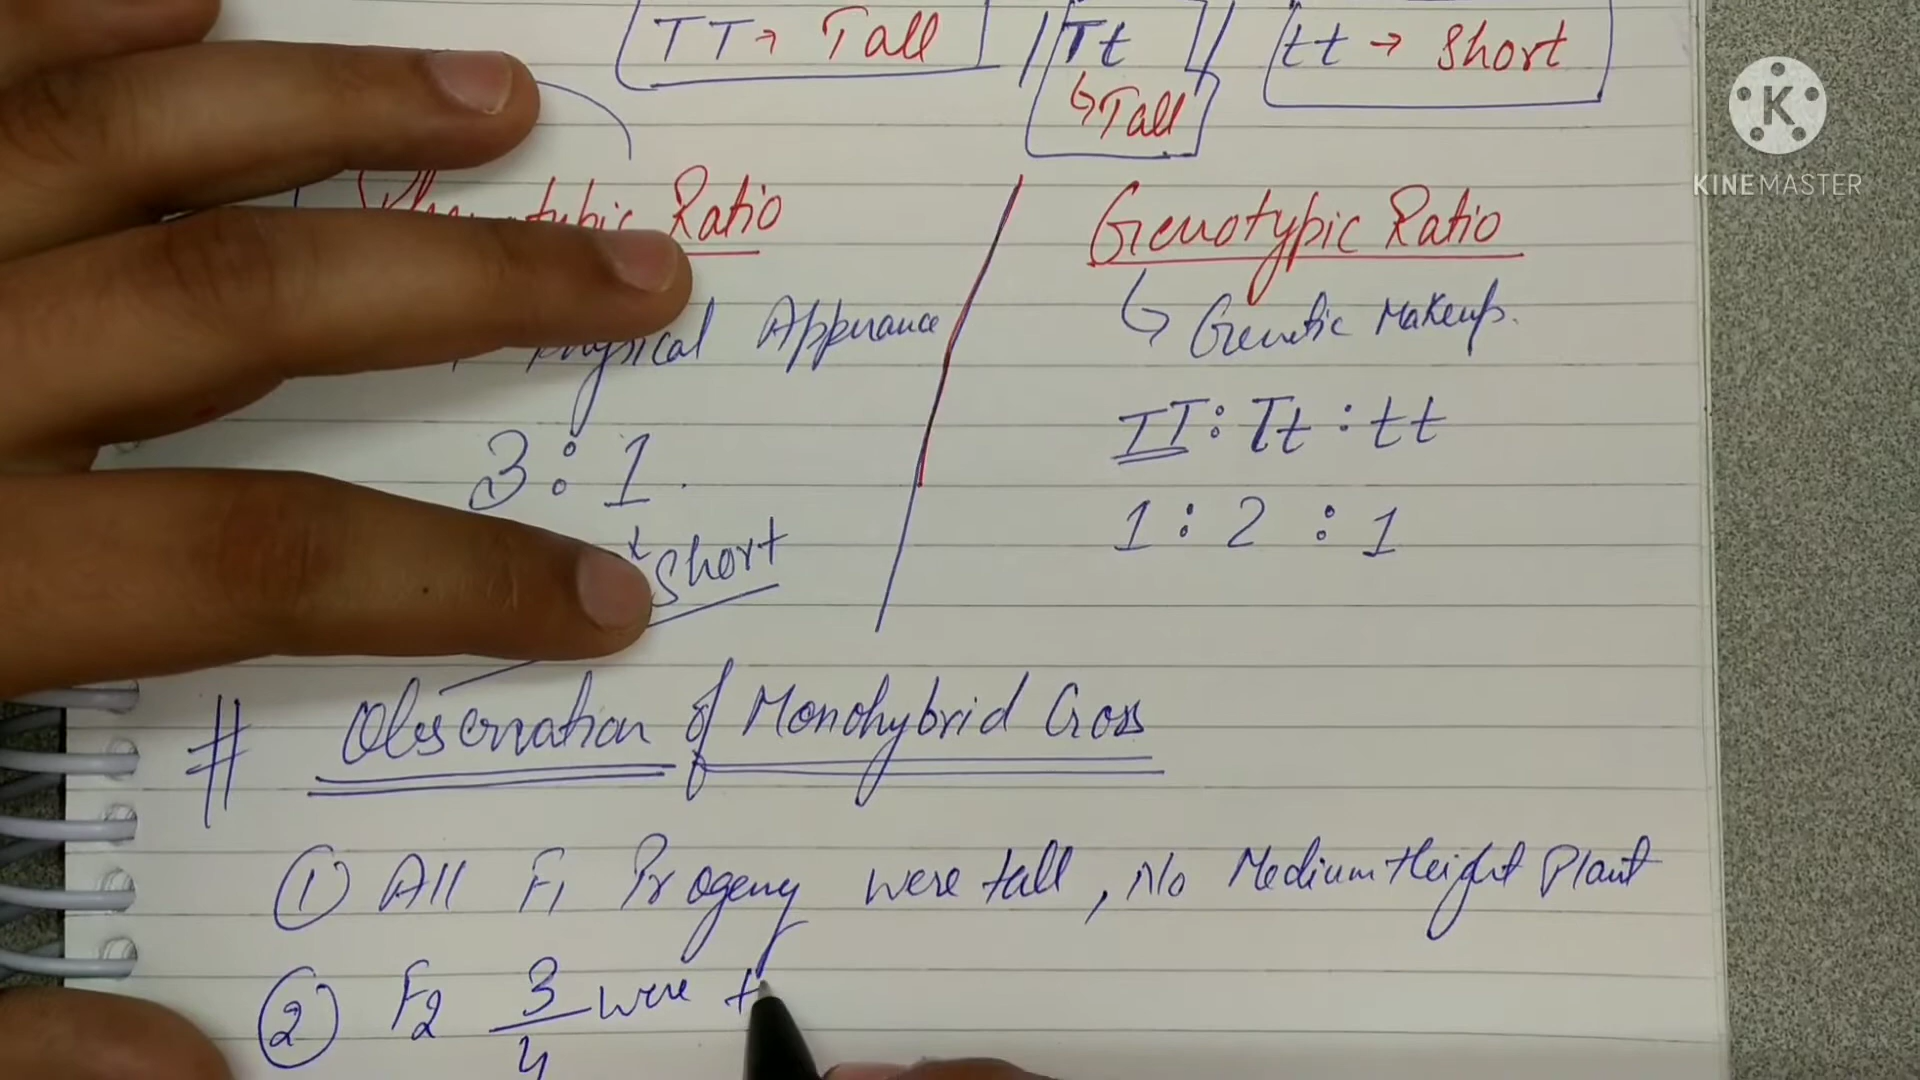 TT → Tall / Tt / tt → Short
↳ Tall
Ratio
Genotypic Ratio
Physical Apperance
↳ Genetic Makeup.
TT : Tt : tt
3 : 1.
1 : 2 : 1
Short
# Observation of Monohybrid Cross
① All F1 Progeny were tall, No Medium Height Plant
② F2 3/4 were t
K
KINEMASTER